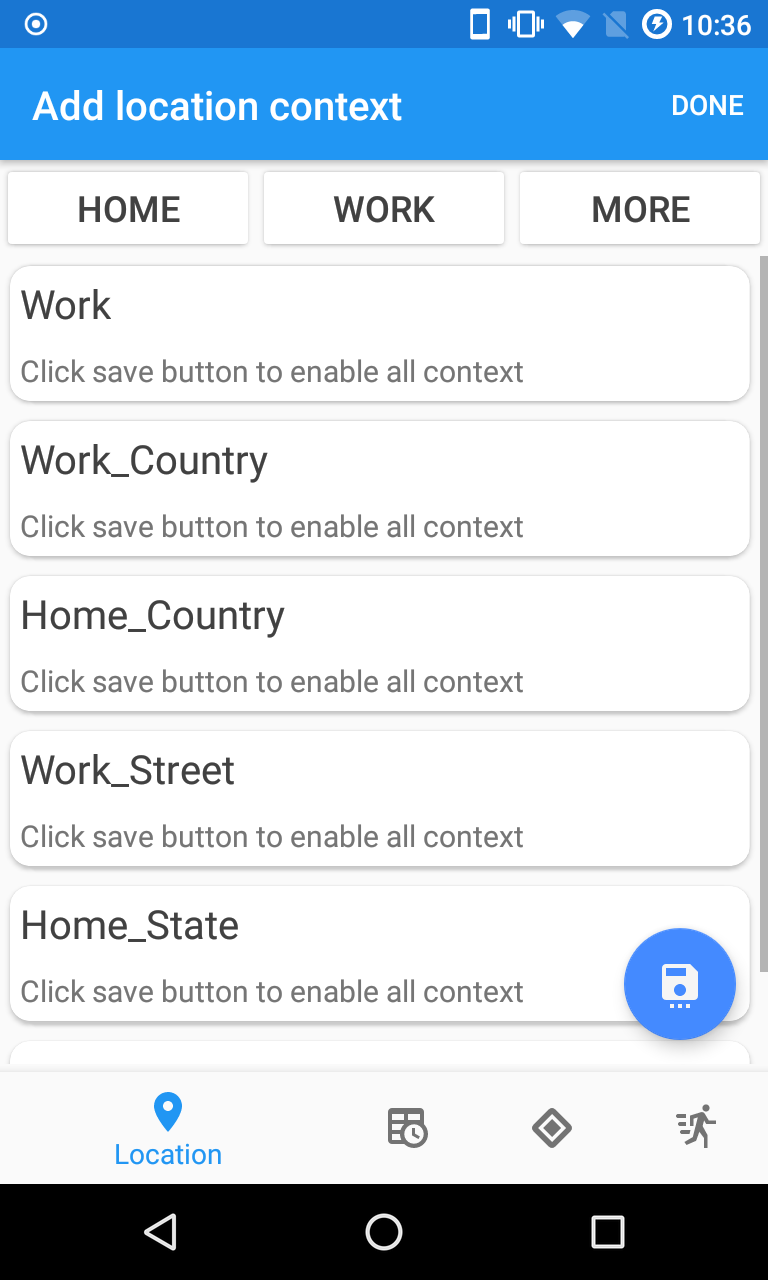 10:36
Add location context
DONE
HOME WORK MORE
Work
Click save button to enable all context
Work_Country
Click save button to enable all context
Home_Country
Click save button to enable all context
Work_Street
Click save button to enable all context
Home_State
Click save button to enable all context
Location